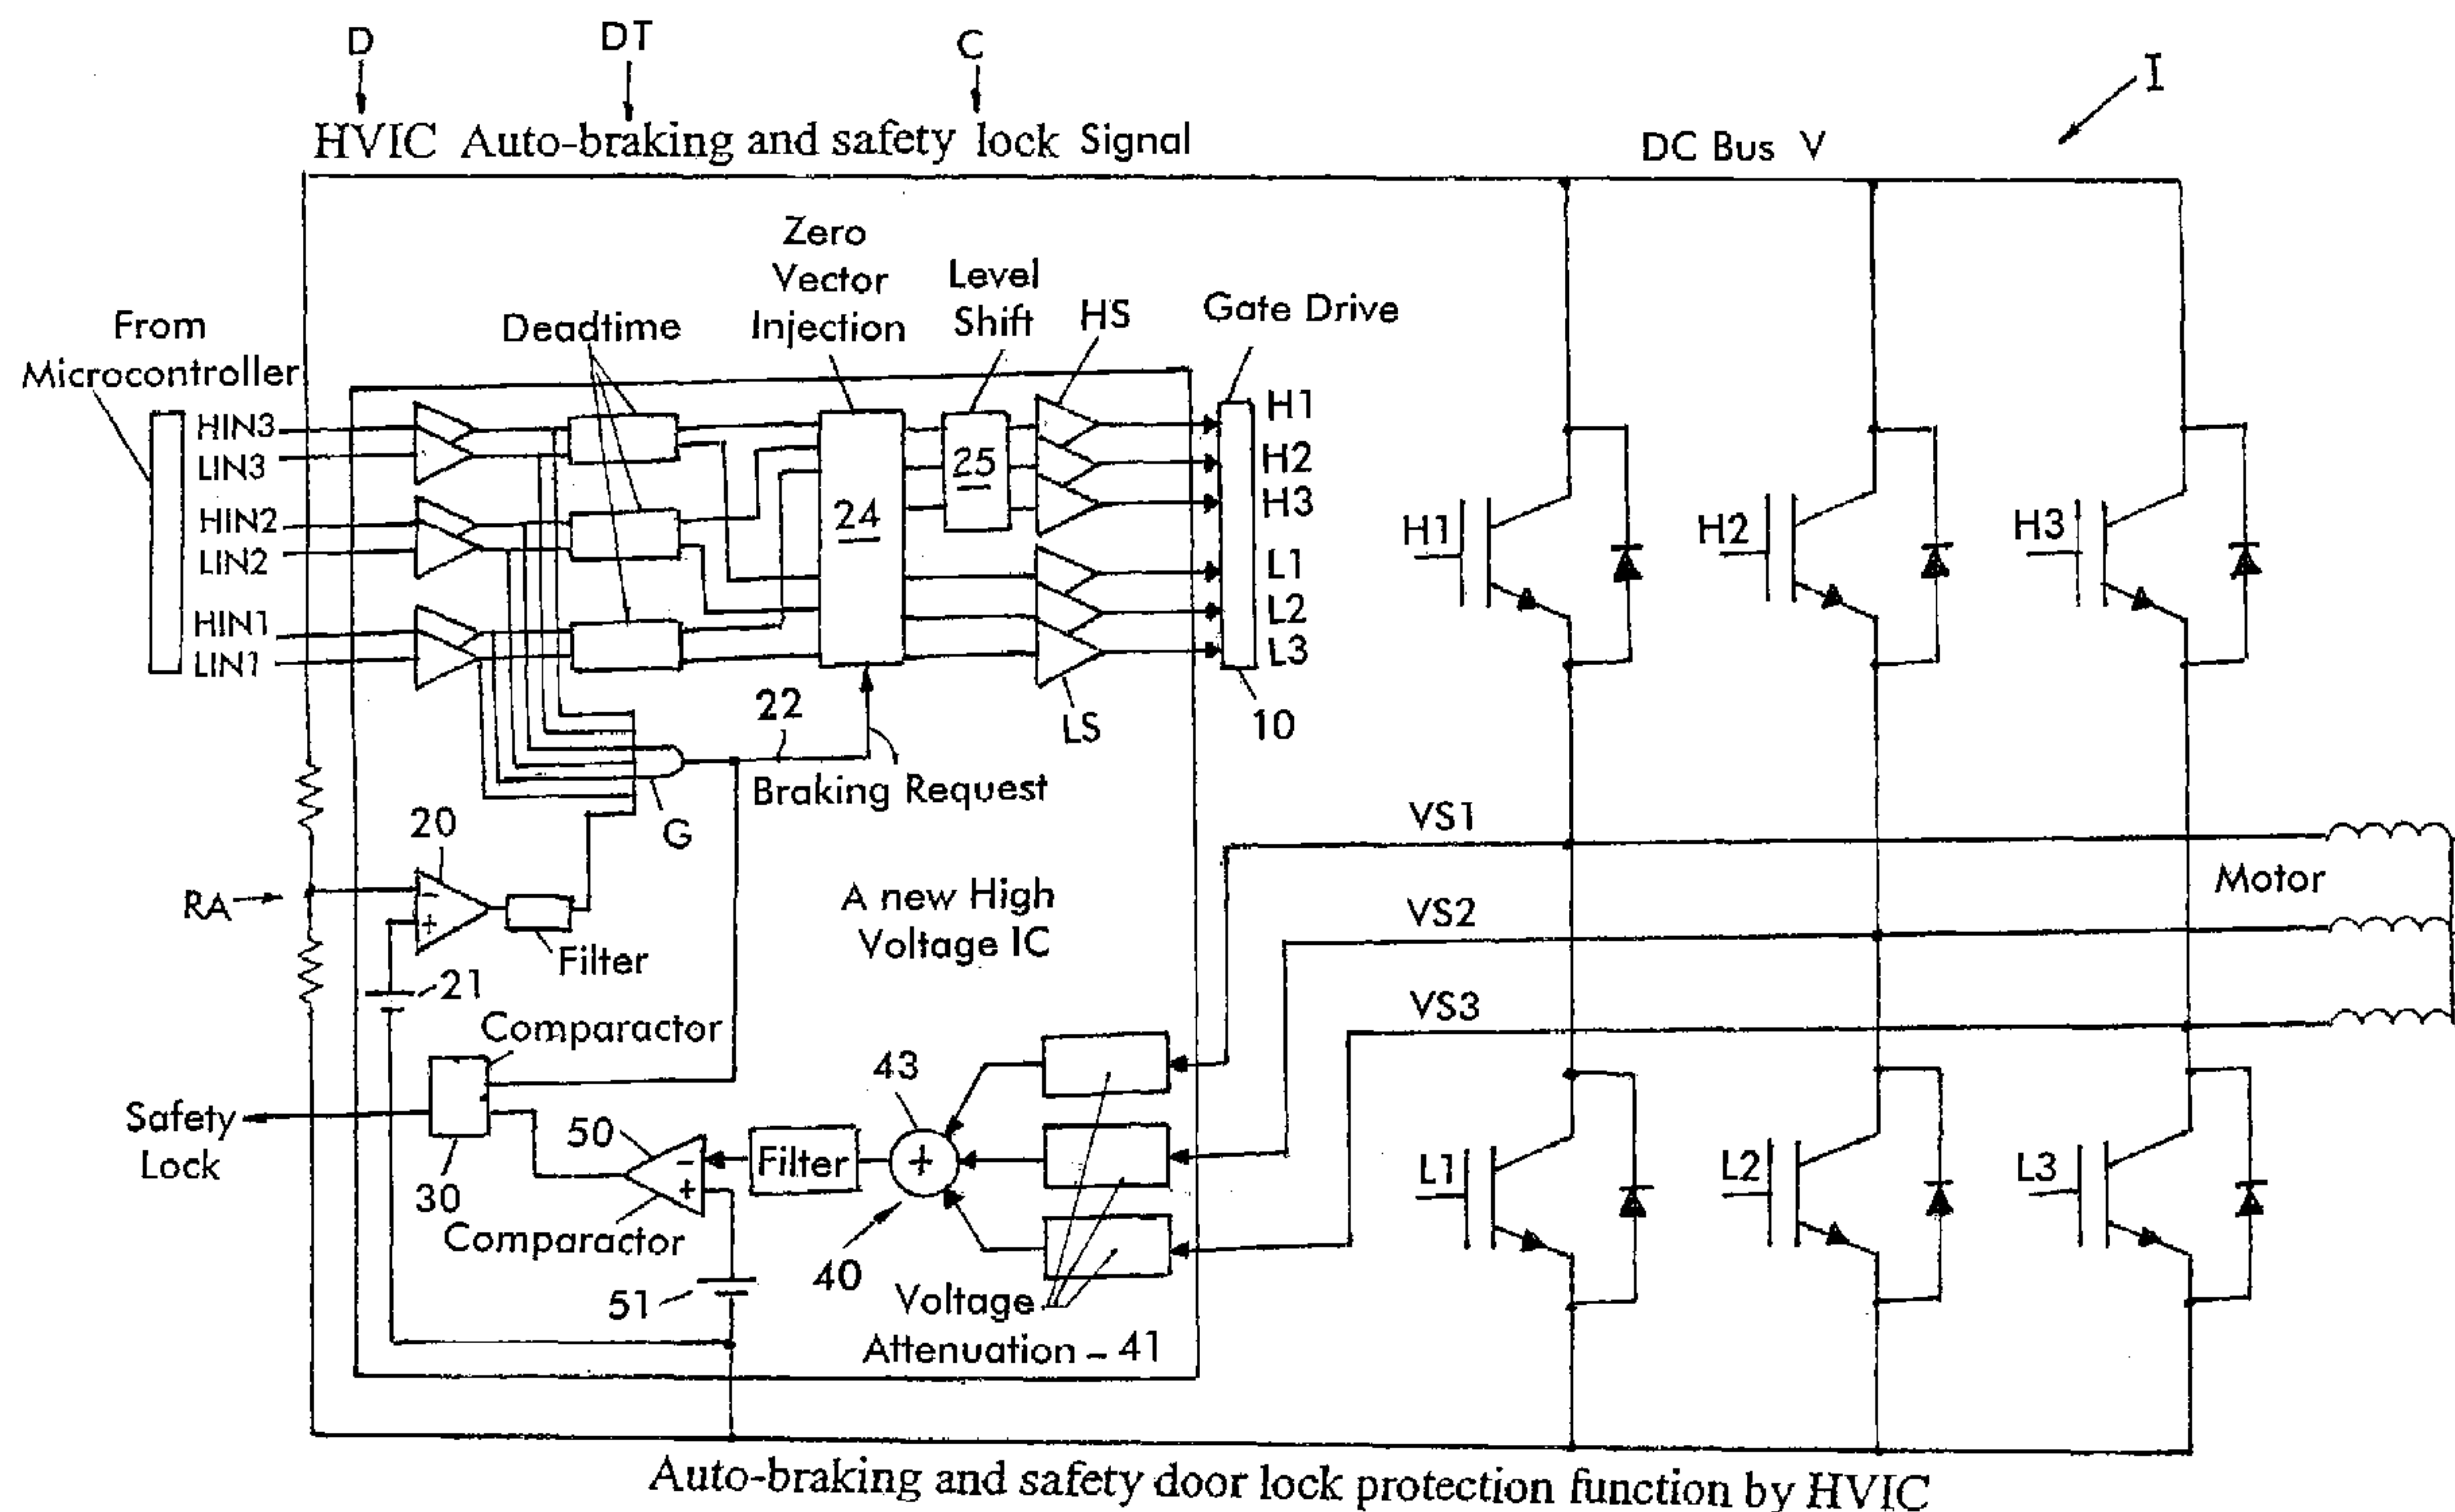 D
DT
C
I
HVIC Auto-braking and safety lock Signal
DC Bus V
Zero
Vector
Injection
Level
Shift
HS
Gate Drive
From
Microcontroller
Deadtime
HIN3
LIN3
HIN2
LIN2
HIN1
LIN1
24
25
H1
H2
H3
L1
L2
L3
10
LS
H1
H2
H3
22
Braking Request
G
20
RA
Filter
21
A new High
Voltage IC
VS1
VS2
VS3
Motor
Comparactor
30
Safety
Lock
50
Comparactor
51
Filter
43
+
40
Voltage
Attenuation - 41
-
+
-
+
L1
L2
L3
Auto-braking and safety door lock protection function by HVIC